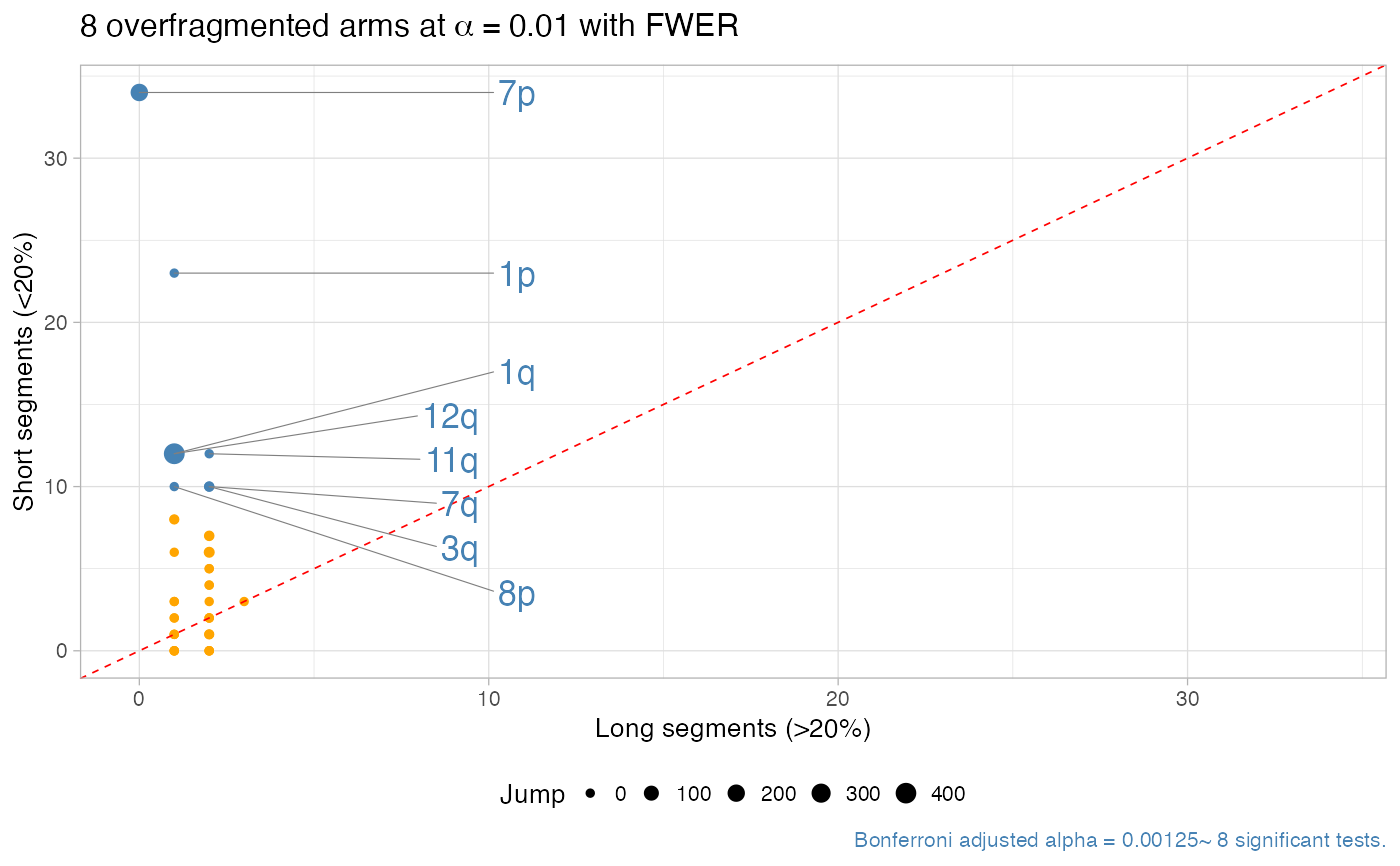 8 overfragmented arms at α = 0.01 with FWER
Short segments (<20%)
30
20
10
0
7p
1p
1q
12q
11q
7q
3q
8p
0 10 20 30
Long segments (>20%)
Jump 0 100 200 300 400
Bonferroni adjusted alpha = 0.00125~ 8 significant tests.